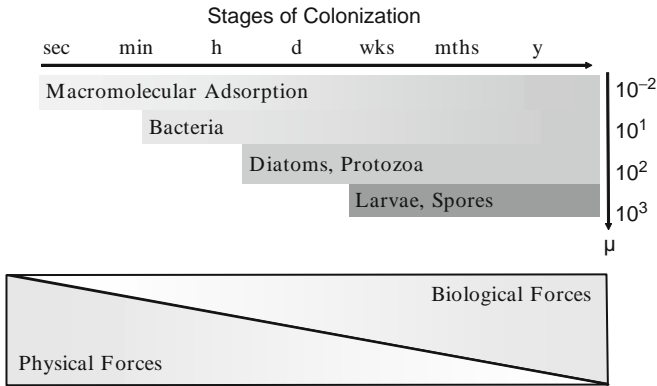 Stages of Colonization
sec min h d wks mths y
Macromolecular Adsorption 10⁻²
Bacteria 10¹
Diatoms, Protozoa 10²
Larvae, Spores 10³
µ
Biological Forces
Physical Forces